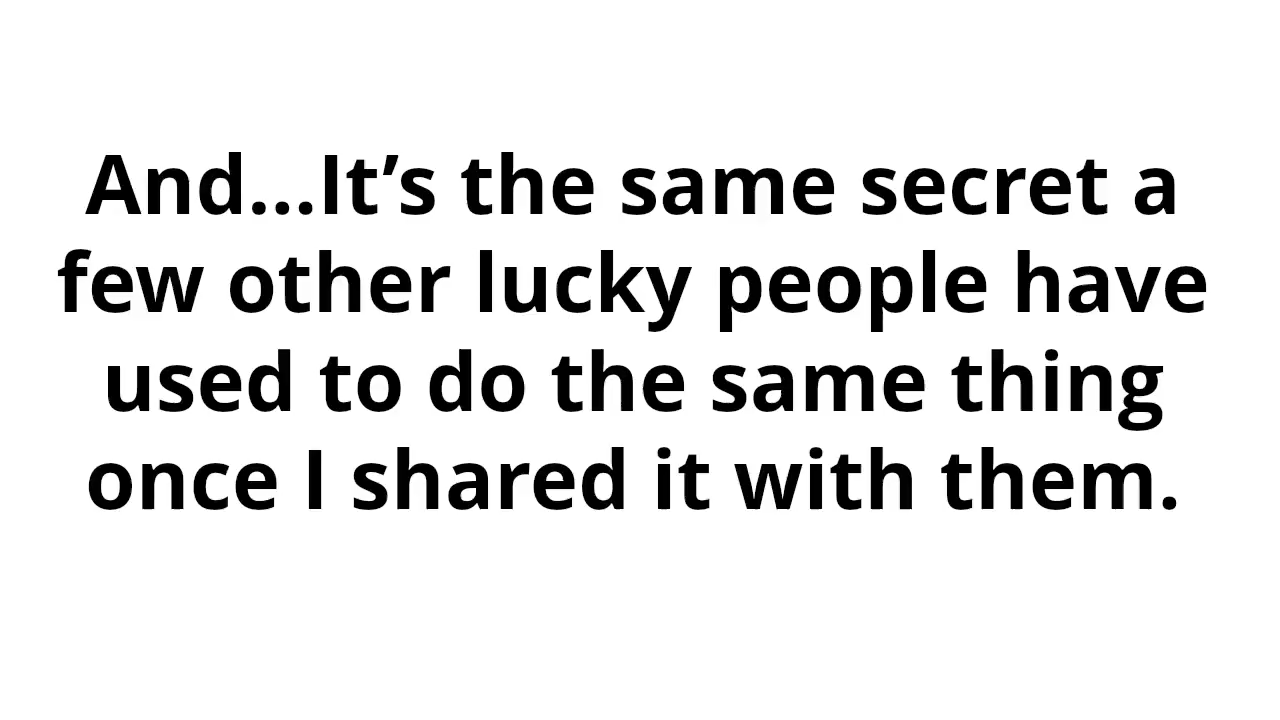 And...It’s the same secret a
few other lucky people have
used to do the same thing
once I shared it with them.